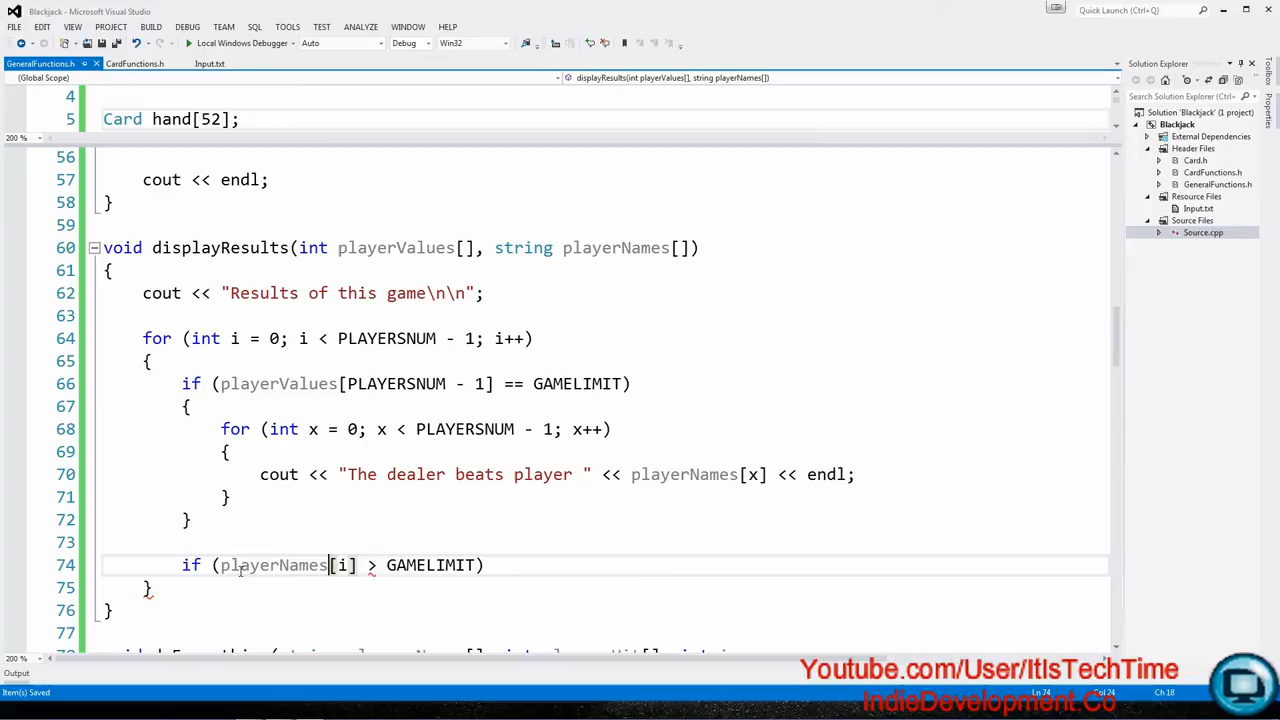 Blackjack - Microsoft Visual Studio
Quick Launch (Ctrl+Q)
FILE EDIT VIEW PROJECT BUILD DEBUG TEAM SQL TOOLS TEST ANALYZE WINDOW HELP
Local Windows Debugger Auto Debug Win32
GeneralFunctions.h CardFunctions.h Input.txt
Solution Explorer
(Global Scope) displayResults(int playerValues[], string playerNames[])
Toolbox
Properties
Search Solution Explorer (Ctrl+
Solution 'Blackjack' (1 project)
Blackjack
External Dependencies
Header Files
Card.h
CardFunctions.h
GeneralFunctions.h
Resource Files
Input.txt
Source Files
Source.cpp
4
5 Card hand[52];
200 %
56
57 cout << endl;
58 }
59
60 void displayResults(int playerValues[], string playerNames[])
61 {
62 cout << "Results of this game\n\n";
63
64 for (int i = 0; i < PLAYERSNUM - 1; i++)
65 {
66 if (playerValues[PLAYERSNUM - 1] == GAMELIMIT)
67 {
68 for (int x = 0; x < PLAYERSNUM - 1; x++)
69 {
70 cout << "The dealer beats player " << playerNames[x] << endl;
71 }
72 }
73
74 if (playerNames[i] > GAMELIMIT)
75 }
76 }
77
200 %
Output
Item(s) Saved Ln 74 Col 24 Ch 18
Youtube.com/User/ItIsTechTime
IndieDevelopment.Co